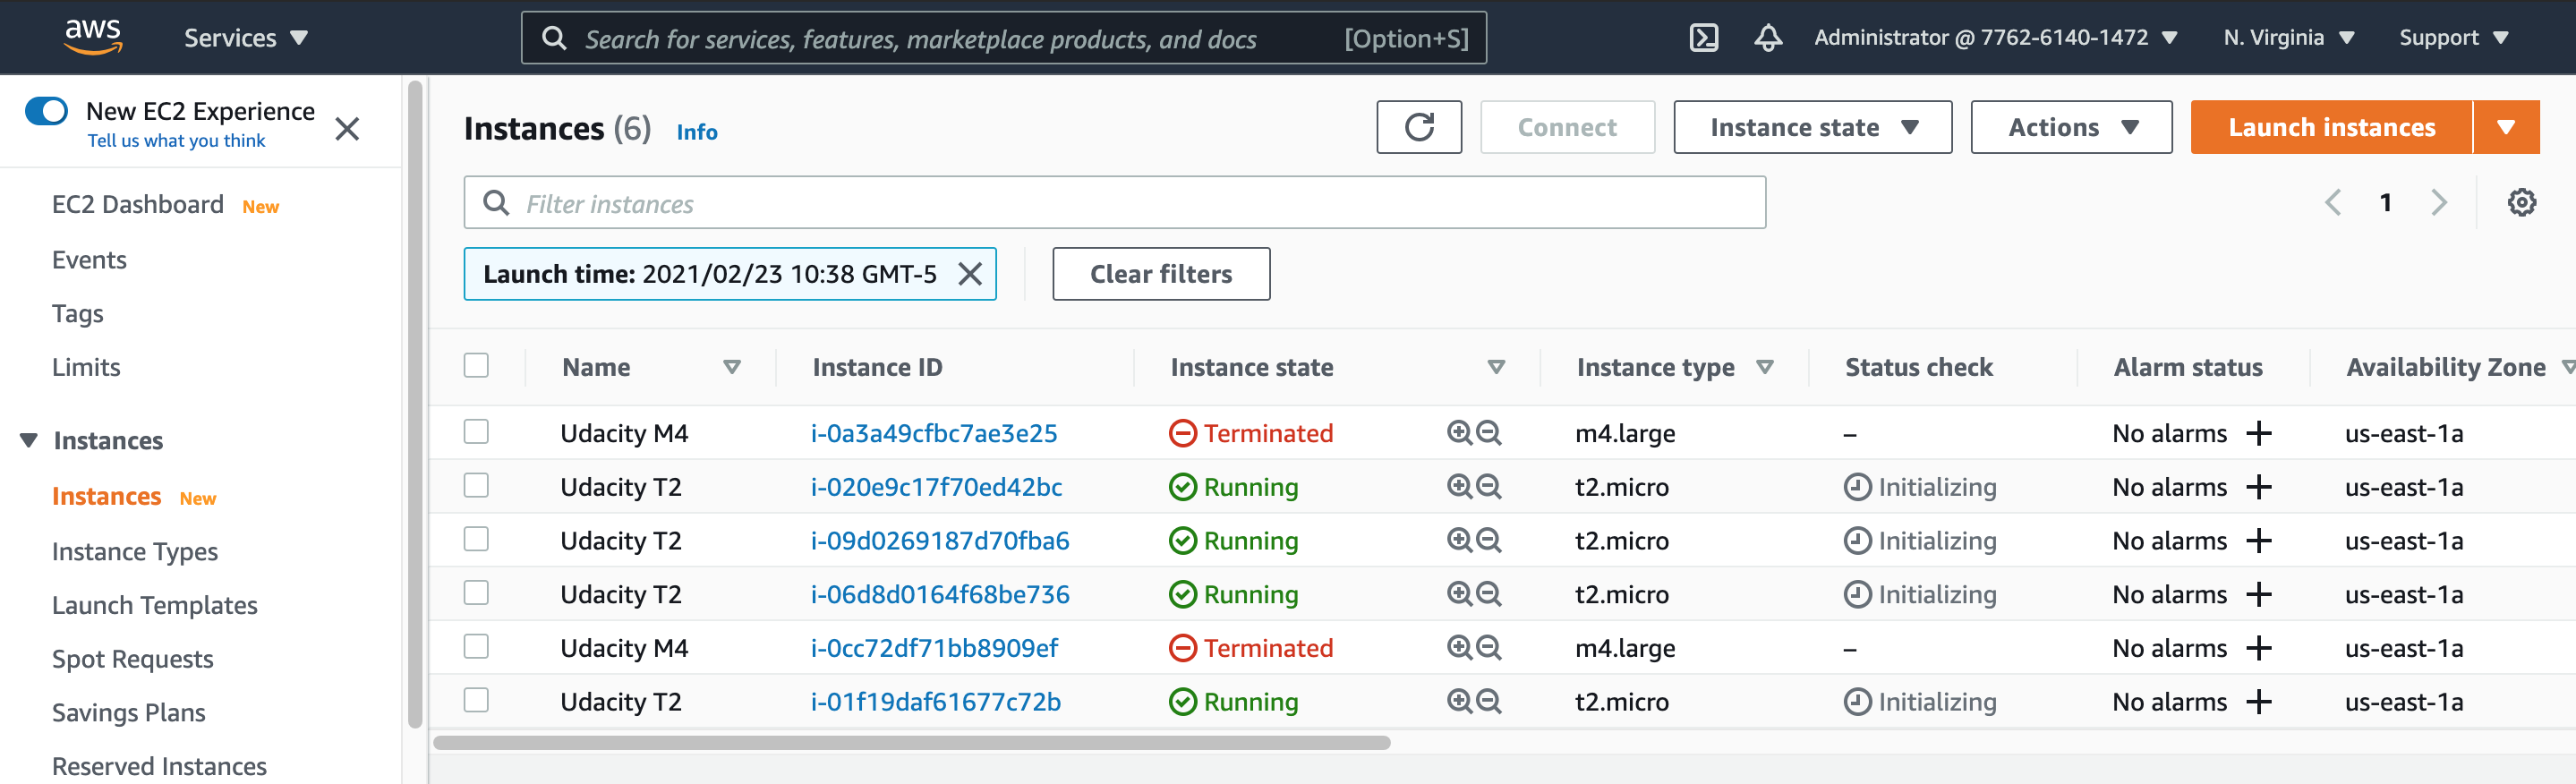 aws Services Search for services, features, marketplace products, and docs [Option+S] Administrator @ 7762-6140-1472 N. Virginia Support
New EC2 Experience
Tell us what you think
EC2 Dashboard New
Events
Tags
Limits
Instances
Instances New
Instance Types
Launch Templates
Spot Requests
Savings Plans
Reserved Instances
Instances (6) Info Connect Instance state Actions Launch instances
Filter instances 1
Launch time: 2021/02/23 10:38 GMT-5 Clear filters
Name Instance ID Instance state Instance type Status check Alarm status Availability Zone
Udacity M4 i-0a3a49cfbc7ae3e25 Terminated m4.large – No alarms us-east-1a
Udacity T2 i-020e9c17f70ed42bc Running t2.micro Initializing No alarms us-east-1a
Udacity T2 i-09d0269187d70fba6 Running t2.micro Initializing No alarms us-east-1a
Udacity T2 i-06d8d0164f68be736 Running t2.micro Initializing No alarms us-east-1a
Udacity M4 i-0cc72df71bb8909ef Terminated m4.large – No alarms us-east-1a
Udacity T2 i-01f19daf61677c72b Running t2.micro Initializing No alarms us-east-1a